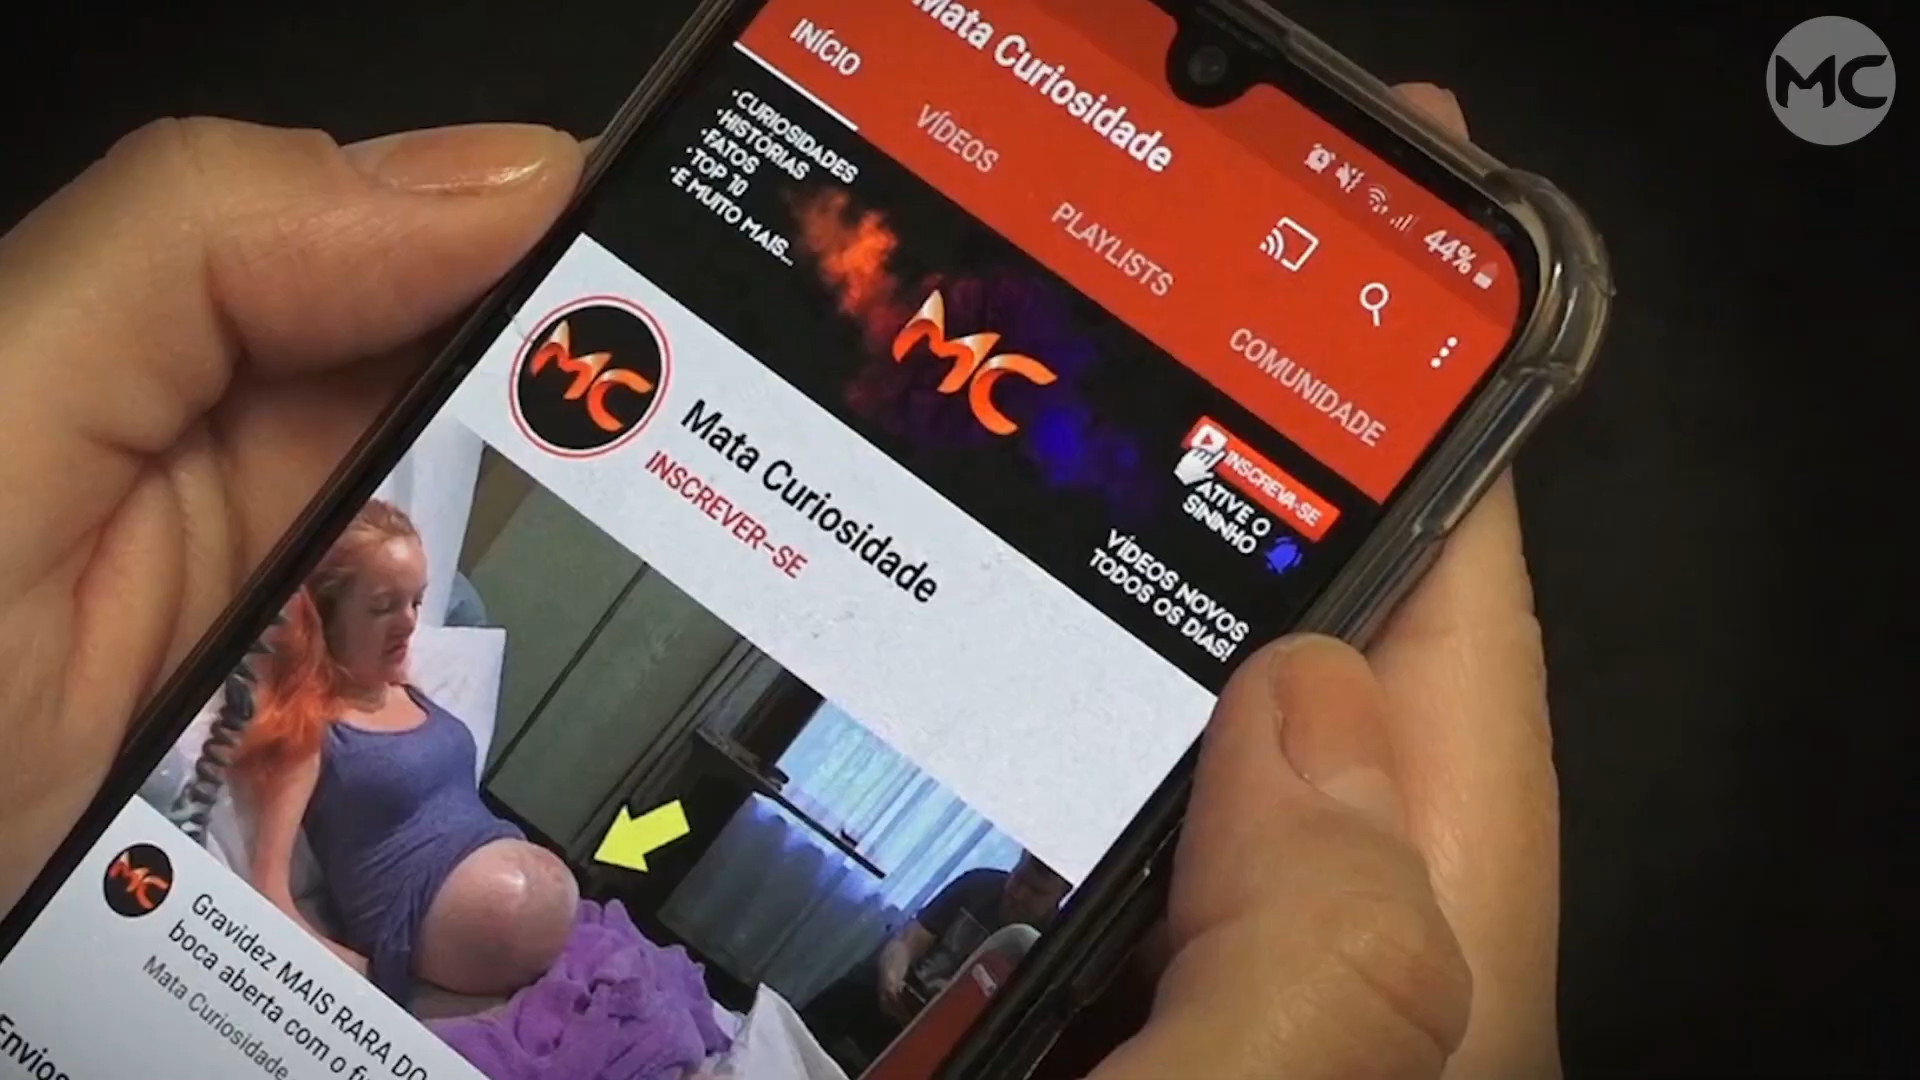 MC
Mata Curiosidade
44%
INÍCIO
VÍDEOS
PLAYLISTS
COMUNIDADE
•CURIOSIDADES
•HISTÓRIAS
•FATOS
•TOP 10
•E MUITO MAIS...
MC
INSCREVA-SE
ATIVE O
SININHO
VÍDEOS NOVOS
TODOS OS DIAS!
MC
Mata Curiosidade
INSCREVER-SE
MC
Gravidez MAIS RARA DO
boca aberta com o
Mata Curiosidade
Envios